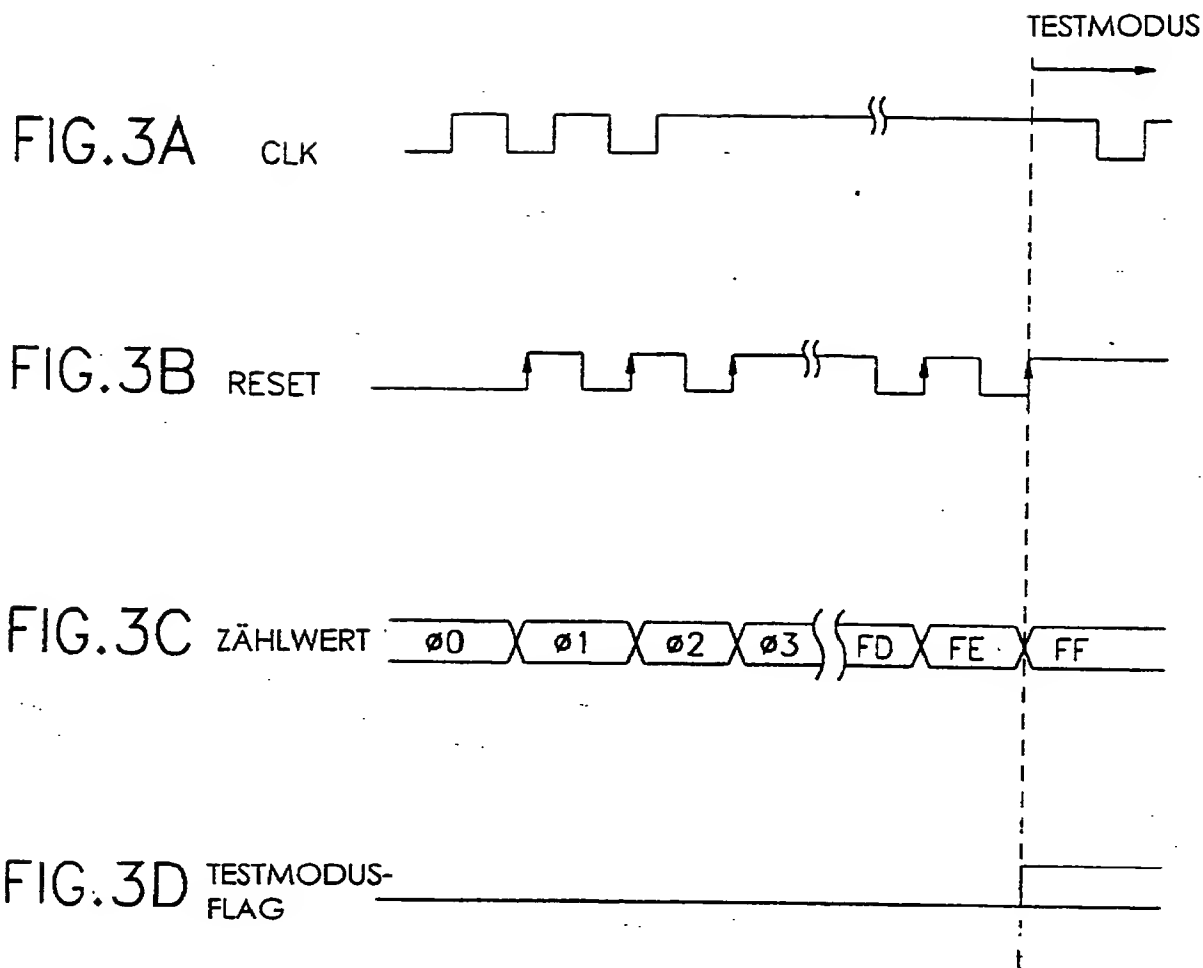 TESTMODUS
FIG.3A CLK
FIG.3B RESET
FIG.3C ZÄHLWERT ø0 ø1 ø2 ø3 FD FE FF
FIG.3D TESTMODUS-
FLAG
t